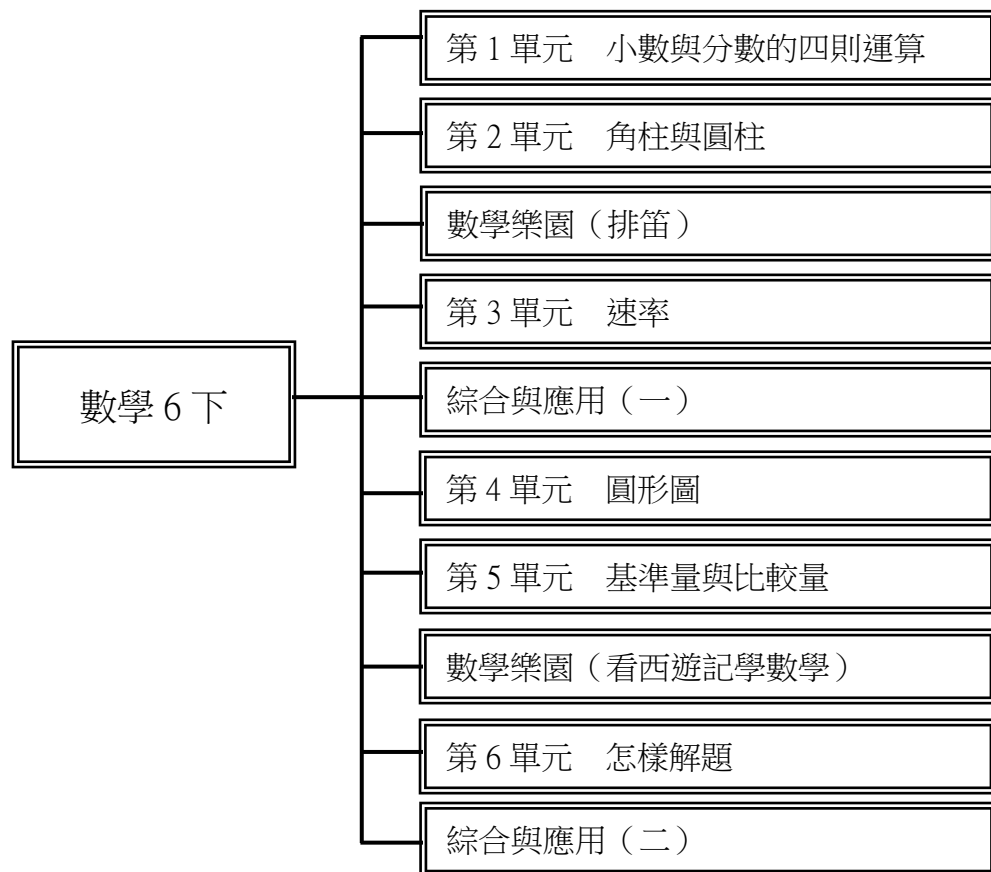 第 1 單元　小數與分數的四則運算
第 2 單元　角柱與圓柱
數學樂園（排笛）
第 3 單元　速率
數學 6 下
綜合與應用（一）
第 4 單元　圓形圖
第 5 單元　基準量與比較量
數學樂園（看西遊記學數學）
第 6 單元　怎樣解題
綜合與應用（二）